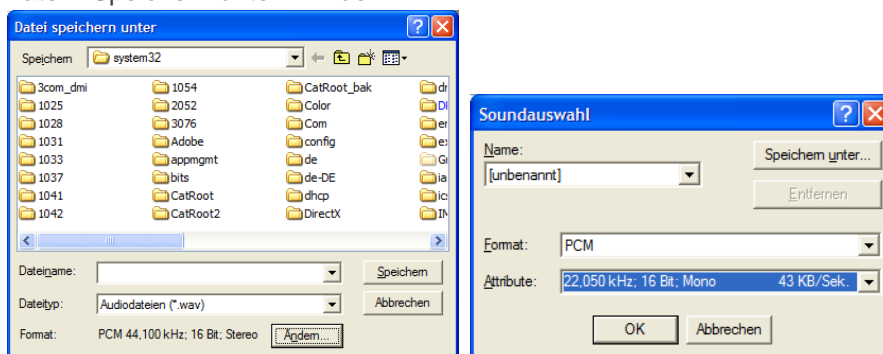 Datei speichern unter
Speichern system32
3com_dmi 1054 CatRoot_bak
1025 2052 Color
1028 3076 Com
1031 Adobe config
1033 appmgmt de
1037 bits de-DE
1041 CatRoot dhcp
1042 CatRoot2 DirectX
Dateiname: Speichern
Dateityp: Audiodateien (*.wav) Abbrechen
Format: PCM 44,100 kHz; 16 Bit; Stereo Ändern...
Soundauswahl
Name:
[unbenannt] Speichern unter...
Entfernen
Format: PCM
Attribute: 22,050 kHz; 16 Bit; Mono 43 KB/Sek.
OK Abbrechen